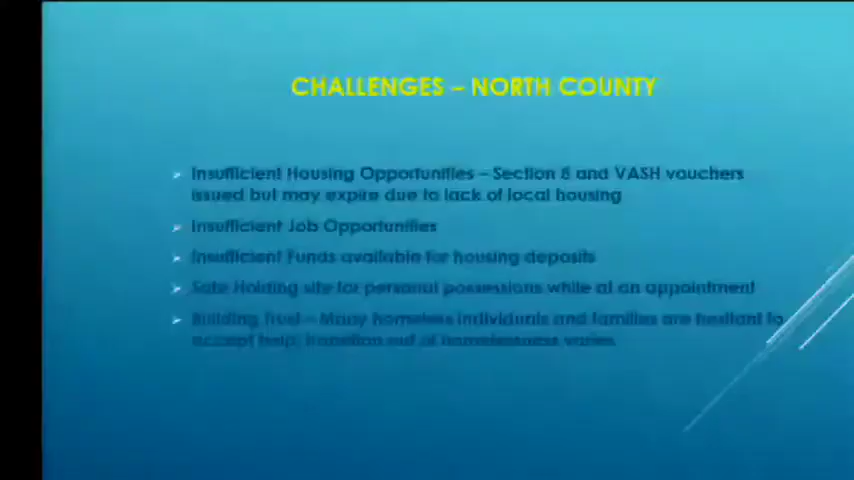 CHALLENGES – NORTH COUNTY
Insufficient Housing Opportunities – Section 8 and VASH vouchers
issued but may expire due to lack of local housing
Insufficient Job Opportunities
Insufficient Funds available for housing deposits
Safe Holding site for personal possessions while at an appointment
Building Trust – Many homeless individuals and families are hesitant to
accept help; transition out of homelessness varies